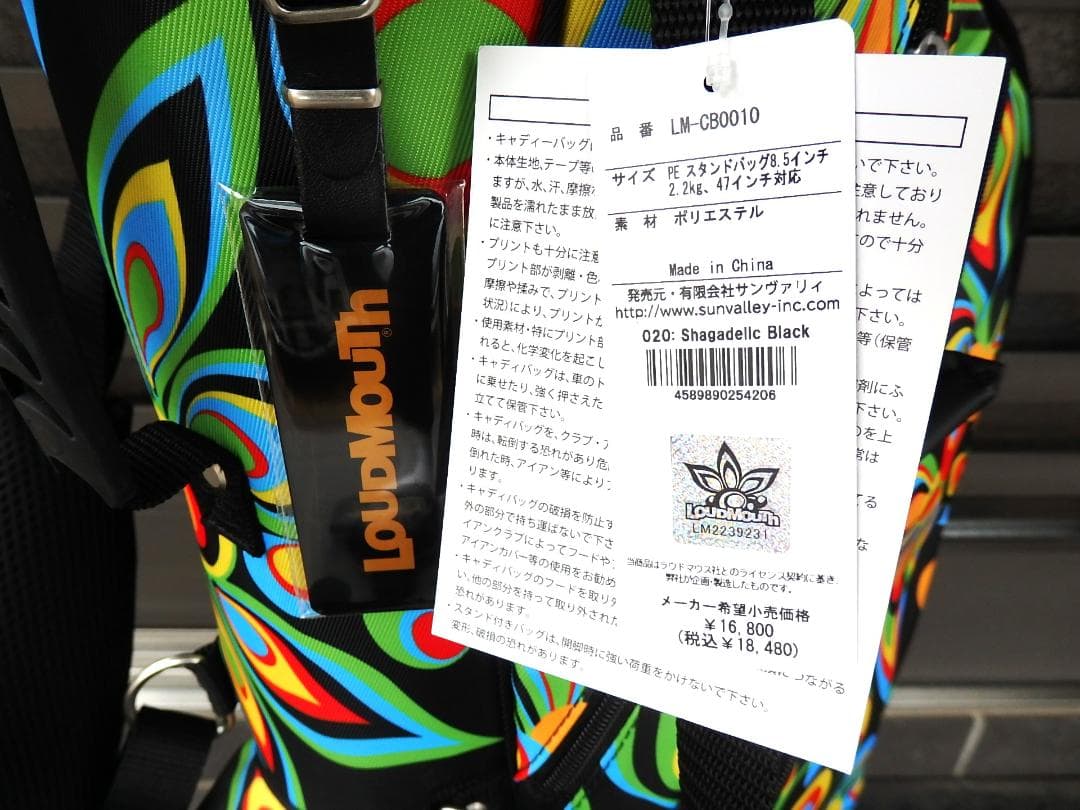 LOUDMOUTH®
品番 LM-CB0010
サイズ PE スタンドバッグ8.5インチ
2.2kg、47インチ対応
素 材 ポリエステル
Made in China
発売元・有限会社サンヴァリィ
http://www.sunvalley-inc.com
020: Shagadelic Black
4589890254206
LOUDMOUTH
LM2239231
当商品はラウドマウス社とのライセンス契約に基き、
弊社が企画・製造したものです。
メーカー希望小売価格
￥16,800
(税込￥18,480)
・キャディーバッグ
・本体生地、テープ等
ますが、水、汗、摩擦
製品を濡れたまま放
に注意下さい。
・プリントも十分に注意
プリント部が剥離・色
摩擦や揉みで、プリント
状況)により、プリントが
・使用素材・特にプリント部
れると、化学変化を起こし
・キャディバッグは、車のト
に乗せたり、強く押さえた
立てて保管下さい。
・キャディバッグを、クラブ・ア
時は、転倒する恐れがあり危
倒れた時、アイアン等により
ります。
・キャディバッグの破損を防止す
外の部分で持ち運ばないで下さ
イアンクラブによってフードや
アイアンカバー等の使用をお勧め
・キャディバッグのフードを取り外
い、他の部分を持って取り外された
恐れがあります。
・スタンド付きバッグは、開脚時に強い荷重をかけないで下さい。
変形、破損の恐れがあります。
いで下さい。
注意しており
れません。
ので十分
よっては
下さい。
等(保管
剤にふ
下さい。
のを上
常は
てる
な
つながる